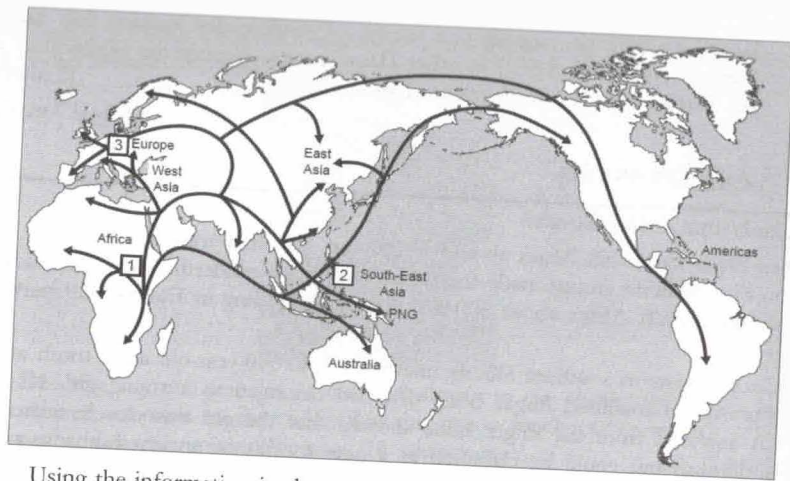 3 Europe
West
Asia
East
Asia
Africa
1
Americas
2 South-East
Asia
PNG
Australia
Using the information in